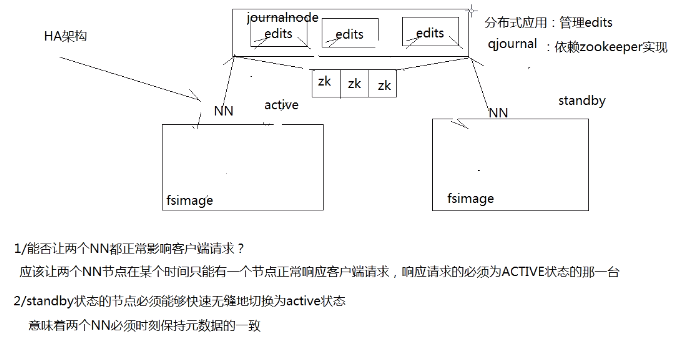 HA架构
journalnode
edits
edits
edits
分布式应用：管理edits
qjournal ：依赖zookeeper实现
zk
zk
zk
NN
active
NN
standby
fsimage
fsimage
1/能否让两个NN都正常影响客户端请求？
应该让两个NN节点在某个时间只能有一个节点正常响应客户端请求，响应请求的必须为ACTIVE状态的那一台
2/standby状态的节点必须能够快速无缝地切换为active状态
意味着两个NN必须时刻保持元数据的一致